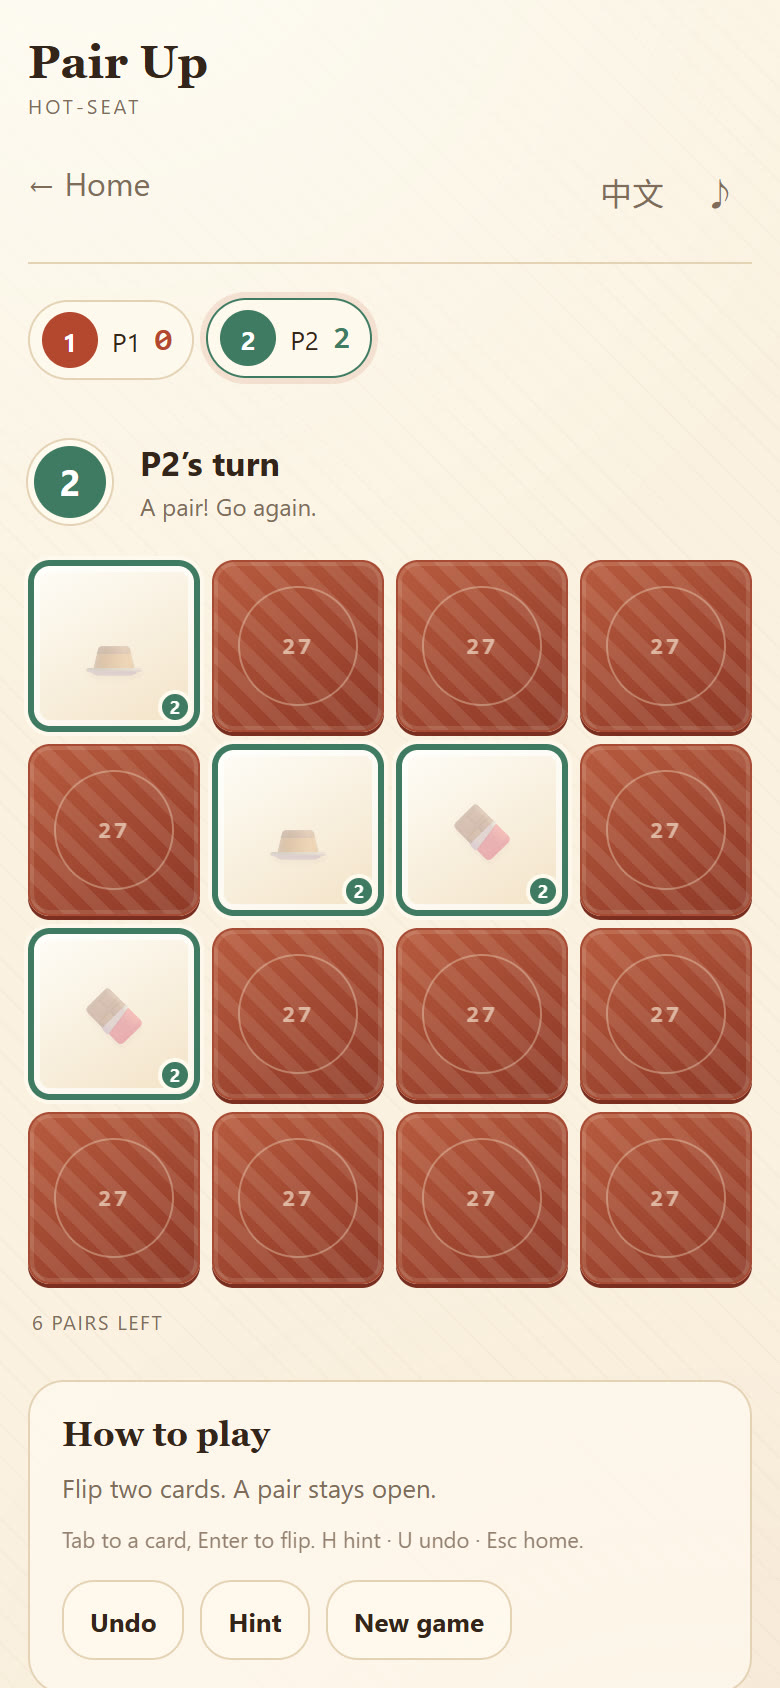 Pair Up
HOT-SEAT
← Home 中文 ♪
1 P1 0 2 P2 2
2 P2’s turn
A pair! Go again.
2 27 27 27
27 2 2 27
2 27 27 27
27 27 27 27
6 PAIRS LEFT
How to play
Flip two cards. A pair stays open.
Tab to a card, Enter to flip. H hint · U undo · Esc home.
Undo Hint New game